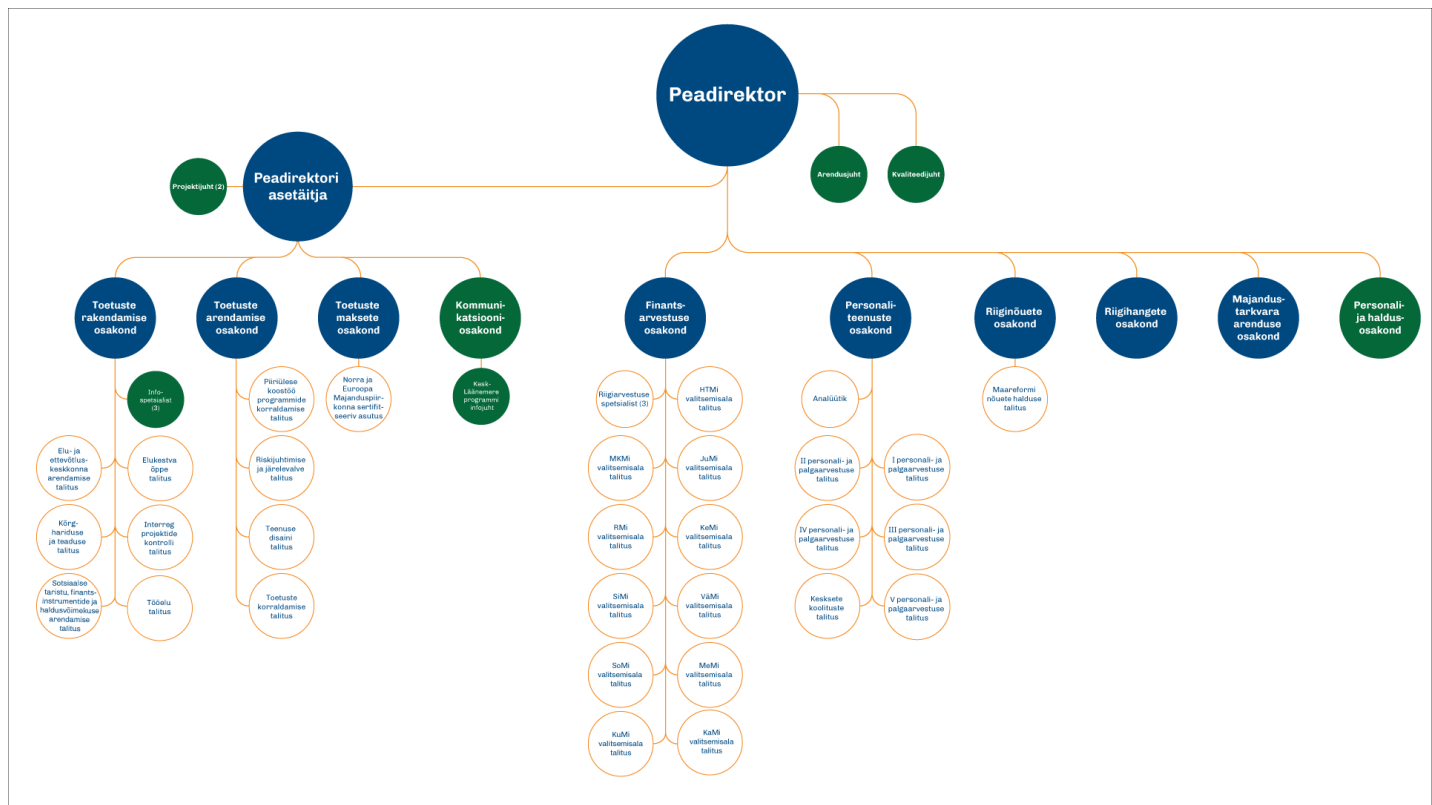 Peadirektor
Arendusjuht
Kvaliteedijuht
Projektijuht (2)
Peadirektori
asetäitja
Toetuste
rakendamise
osakond
Toetuste
arendamise
osakond
Toetuste
maksete
osakond
Kommuni-
katsiooni-
osakond
Finants-
arvestuse
osakond
Personali-
teenuste
osakond
Riiginõuete
osakond
Riigihangete
osakond
Majandus-
tarkvara
arenduse
osakond
Personali-
ja haldus-
osakond
Info-
spetsialist
(3)
Elu- ja
ettevõtlus-
keskkonna
arendamise
talitus
Elukestva
õppe
talitus
Kõrg-
hariduse
ja teaduse
talitus
Interreg
projektide
kontrolli
talitus
Sotsiaalse
taristu, finants-
instrumentide ja
haldusvõimekuse
arendamise
talitus
Tööelu
talitus
Piiriülese
koostöö
programmide
korraldamise
talitus
Riskijuhtimise
ja järelevalve
talitus
Teenuse
disaini
talitus
Toetuste
korraldamise
talitus
Norra ja
Euroopa
Majanduspiir-
konna sertifit-
seeriv asutus
Kesk-
Läänemere
programmi
infojuht
Riigiarvestuse
spetsialist (3)
HTMi
valitsemisala
talitus
MKMi
valitsemisala
talitus
JuMi
valitsemisala
talitus
RMi
valitsemisala
talitus
KeMi
valitsemisala
talitus
SiMi
valitsemisala
talitus
VäMi
valitsemisala
talitus
SoMi
valitsemisala
talitus
MeMi
valitsemisala
talitus
KuMi
valitsemisala
talitus
KaMi
valitsemisala
talitus
Analüütik
II personali- ja
palgaarvestuse
talitus
I personali- ja
palgaarvestuse
talitus
IV personali- ja
palgaarvestuse
talitus
III personali- ja
palgaarvestuse
talitus
Kesksete
koolituste
talitus
V personali- ja
palgaarvestuse
talitus
Maareformi
nõuete halduse
talitus